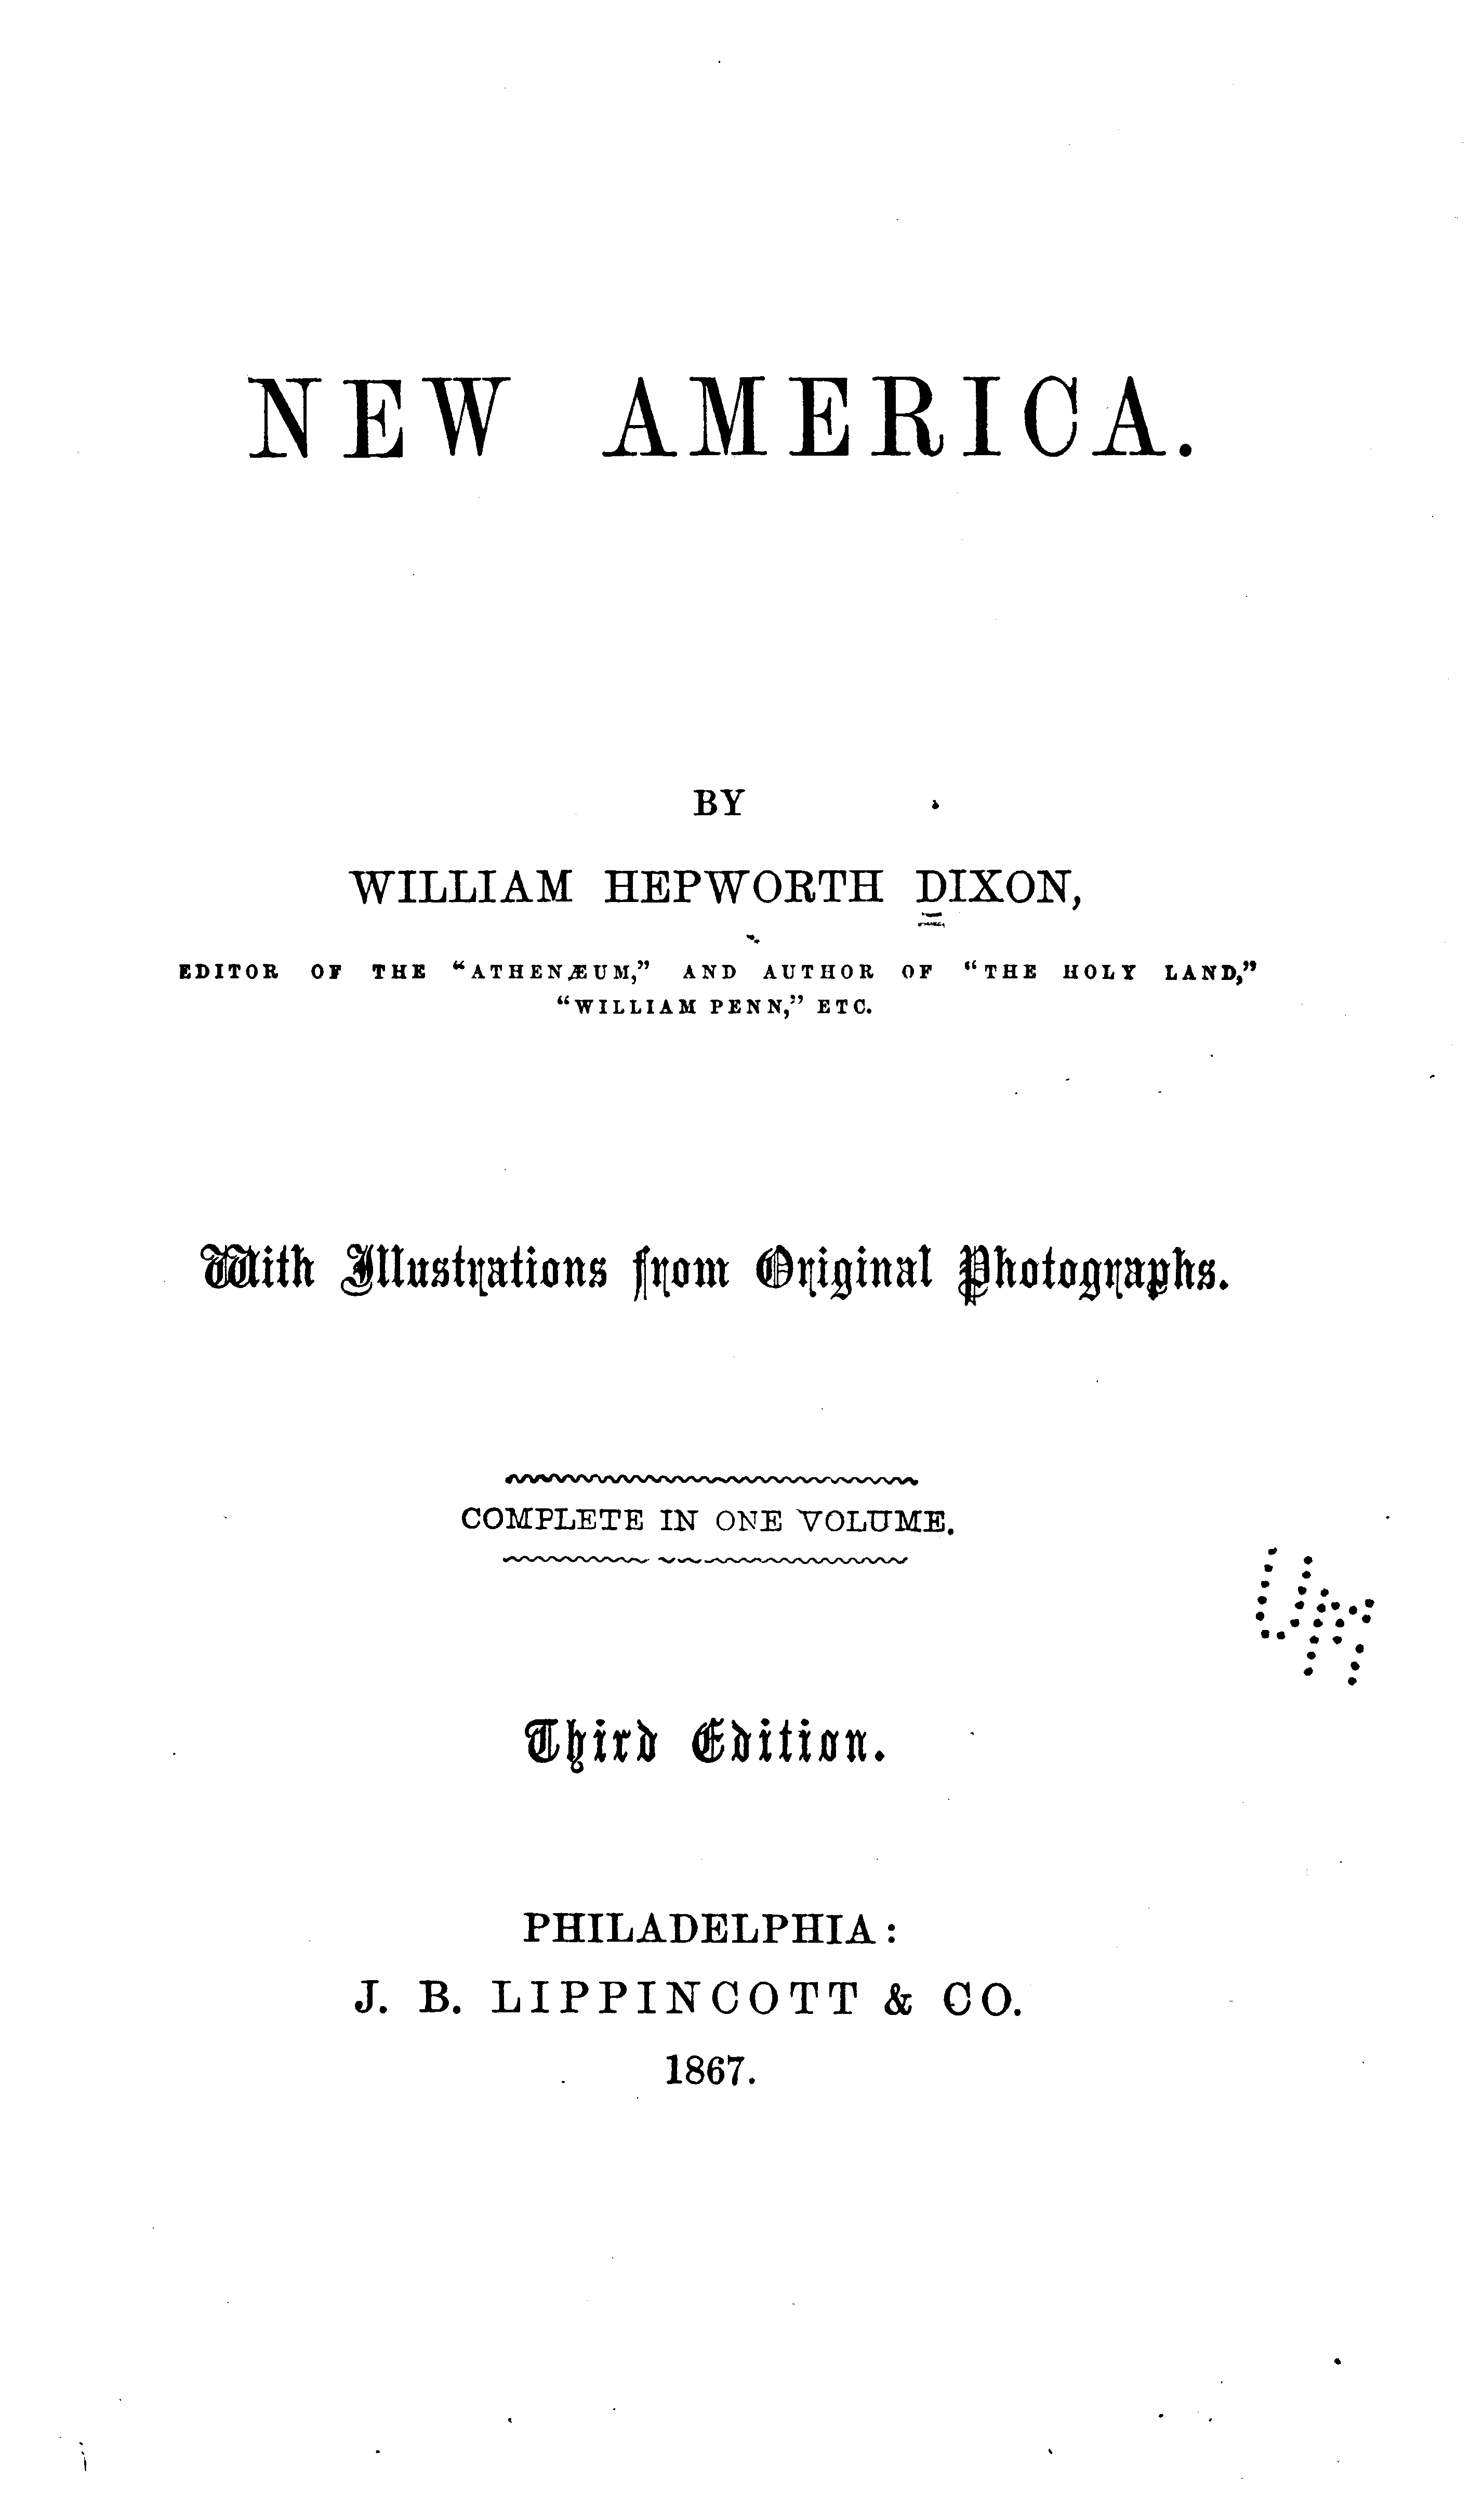 NEW AMERICA.
BY
WILLIAM HEPWORTH DIXON,
EDITOR OF THE “ATHENÆUM,” AND AUTHOR OF “THE HOLY LAND,”
“WILLIAM PENN,” ETC.
With Illustrations from Original Photographs.
COMPLETE IN ONE VOLUME.
Third Edition.
PHILADELPHIA:
J. B. LIPPINCOTT & CO.
1867.